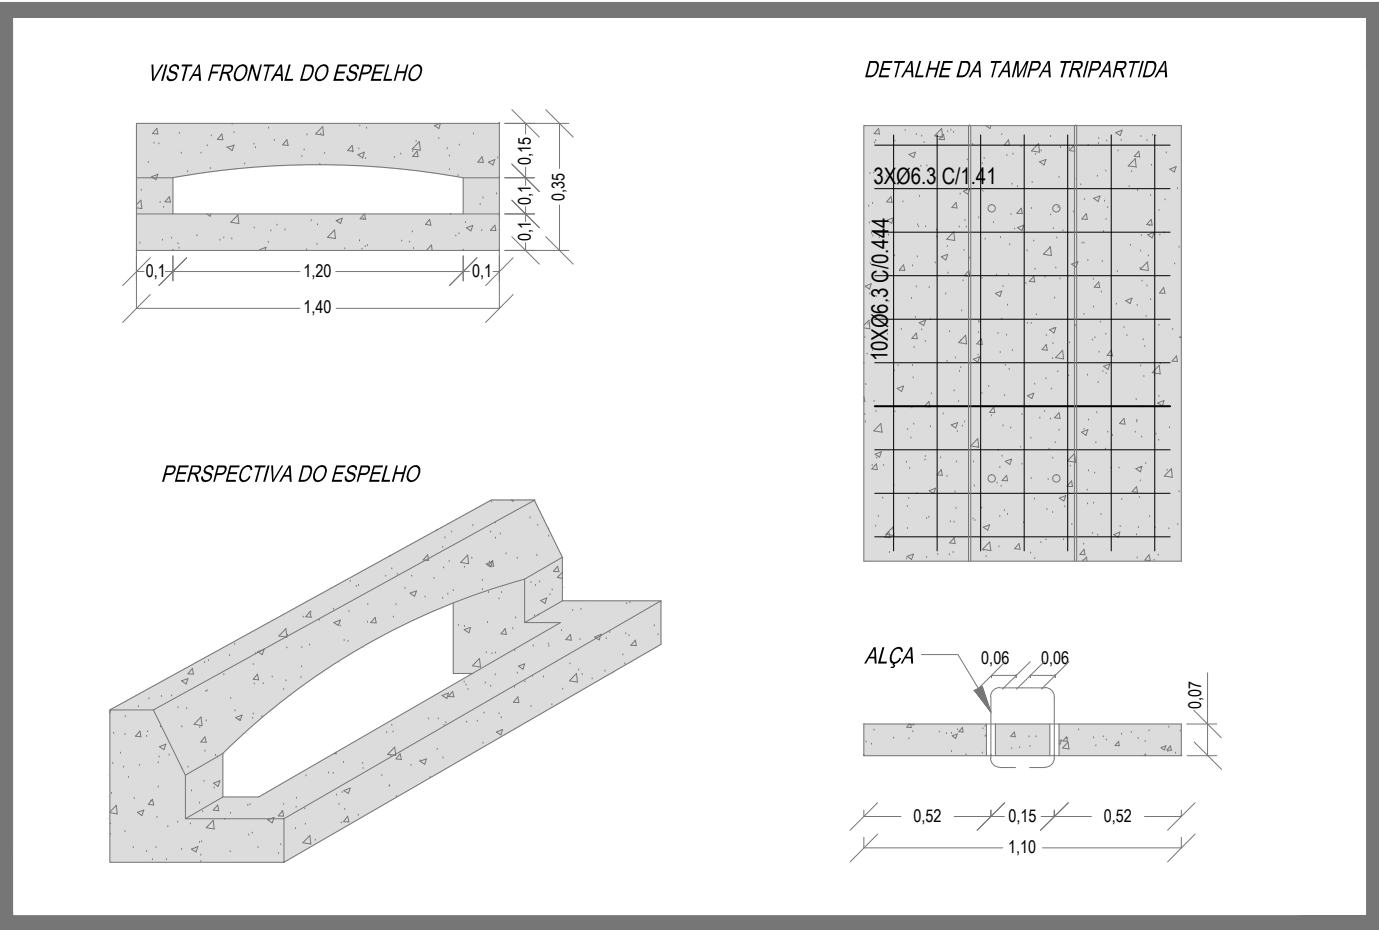 VISTA FRONTAL DO ESPELHO
0,15
0,1
0,1
0,35
0,1
1,20
0,1
1,40
DETALHE DA TAMPA TRIPARTIDA
3XØ6.3 C/1.41
10XØ6.3 C/0.444
PERSPECTIVA DO ESPELHO
ALÇA
0,06
0,06
0,07
0,52
0,15
0,52
1,10